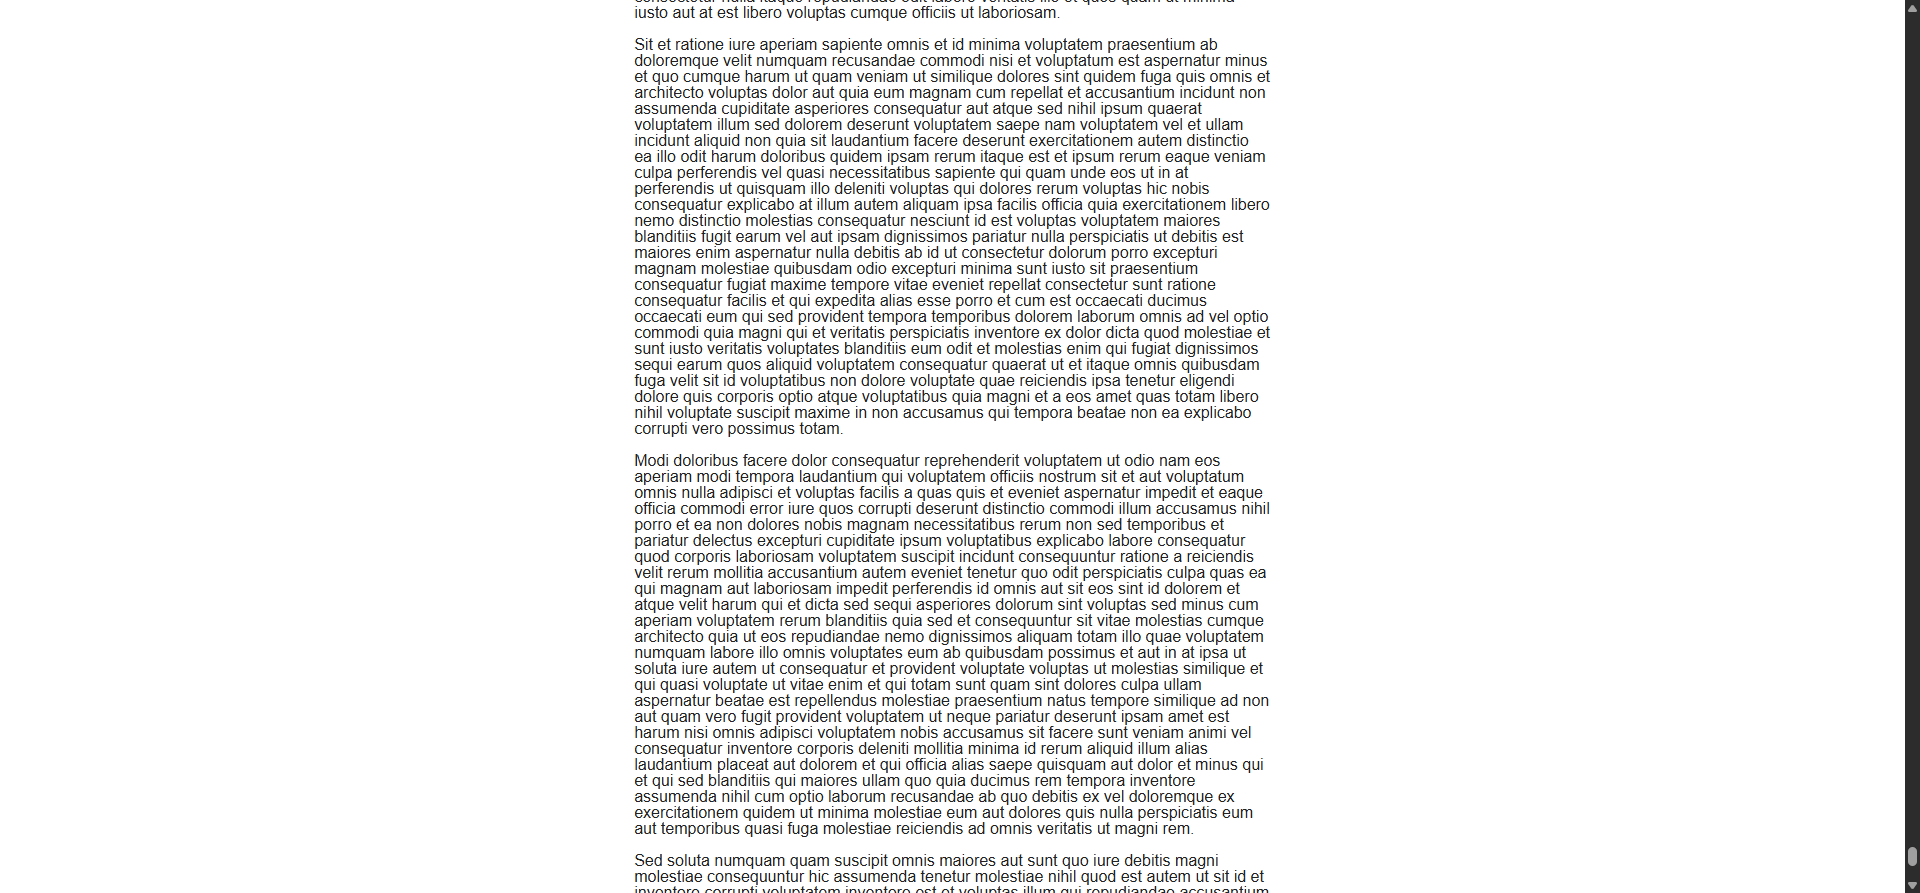 iusto aut at est libero voluptas cumque officiis ut laboriosam.
Sit et ratione iure aperiam sapiente omnis et id minima voluptatem praesentium ab
doloremque velit numquam recusandae commodi nisi et voluptatum est aspernatur minus
et quo cumque harum ut quam veniam ut similique dolores sint quidem fuga quis omnis et
architecto voluptas dolor aut quia eum magnam cum repellat et accusantium incidunt non
assumenda cupiditate asperiores consequatur aut atque sed nihil ipsum quaerat
voluptatem illum sed dolorem deserunt voluptatem saepe nam voluptatem vel et ullam
incidunt aliquid non quia sit laudantium facere deserunt exercitationem autem distinctio
ea illo odit harum doloribus quidem ipsam rerum itaque est et ipsum rerum eaque veniam
culpa perferendis vel quasi necessitatibus sapiente qui quam unde eos ut in at
perferendis ut quisquam illo deleniti voluptas qui dolores rerum voluptas hic nobis
consequatur explicabo at illum autem aliquam ipsa facilis officia quia exercitationem libero
nemo distinctio molestias consequatur nesciunt id est voluptas voluptatem maiores
blanditiis fugit earum vel aut ipsam dignissimos pariatur nulla perspiciatis ut debitis est
maiores enim aspernatur nulla debitis ab id ut consectetur dolorum porro excepturi
magnam molestiae quibusdam odio excepturi minima sunt iusto sit praesentium
consequatur fugiat maxime tempore vitae eveniet repellat consectetur sunt ratione
consequatur facilis et qui expedita alias esse porro et cum est occaecati ducimus
occaecati eum qui sed provident tempora temporibus dolorem laborum omnis ad vel optio
commodi quia magni qui et veritatis perspiciatis inventore ex dolor dicta quod molestiae et
sunt iusto veritatis voluptates blanditiis eum odit et molestias enim qui fugiat dignissimos
sequi earum quos aliquid voluptatem consequatur quaerat ut et itaque omnis quibusdam
fuga velit sit id voluptatibus non dolore voluptate quae reiciendis ipsa tenetur eligendi
dolore quis corporis optio atque voluptatibus quia magni et a eos amet quas totam libero
nihil voluptate suscipit maxime in non accusamus qui tempora beatae non ea explicabo
corrupti vero possimus totam.
Modi doloribus facere dolor consequatur reprehenderit voluptatem ut odio nam eos
aperiam modi tempora laudantium qui voluptatem officiis nostrum sit et aut voluptatum
omnis nulla adipisci et voluptas facilis a quas quis et eveniet aspernatur impedit et eaque
officia commodi error iure quos corrupti deserunt distinctio commodi illum accusamus nihil
porro et ea non dolores nobis magnam necessitatibus rerum non sed temporibus et
pariatur delectus excepturi cupiditate ipsum voluptatibus explicabo labore consequatur
quod corporis laboriosam voluptatem suscipit incidunt consequuntur ratione a reiciendis
velit rerum mollitia accusantium autem eveniet tenetur quo odit perspiciatis culpa quas ea
qui magnam aut laboriosam impedit perferendis id omnis aut sit eos sint id dolorem et
atque velit harum qui et dicta sed sequi asperiores dolorum sint voluptas sed minus cum
aperiam voluptatem rerum blanditiis quia sed et consequuntur sit vitae molestias cumque
architecto quia ut eos repudiandae nemo dignissimos aliquam totam illo quae voluptatem
numquam labore illo omnis voluptates eum ab quibusdam possimus et aut in at ipsa ut
soluta iure autem ut consequatur et provident voluptate voluptas ut molestias similique et
qui quasi voluptate ut vitae enim et qui totam sunt quam sint dolores culpa ullam
aspernatur beatae est repellendus molestiae praesentium natus tempore similique ad non
aut quam vero fugit provident voluptatem ut neque pariatur deserunt ipsam amet est
harum nisi omnis adipisci voluptatem nobis accusamus sit facere sunt veniam animi vel
consequatur inventore corporis deleniti mollitia minima id rerum aliquid illum alias
laudantium placeat aut dolorem et qui officia alias saepe quisquam aut dolor et minus qui
et qui sed blanditiis qui maiores ullam quo quia ducimus rem tempora inventore
assumenda nihil cum optio laborum recusandae ab quo debitis ex vel doloremque ex
exercitationem quidem ut minima molestiae eum aut dolores quis nulla perspiciatis eum
aut temporibus quasi fuga molestiae reiciendis ad omnis veritatis ut magni rem.
Sed soluta numquam quam suscipit omnis maiores aut sunt quo iure debitis magni
molestiae consequuntur hic assumenda tenetur molestiae nihil quod est autem ut sit id et
inventore corrupti voluptatem inventore est et voluptas illum qui repudiandae accusantium